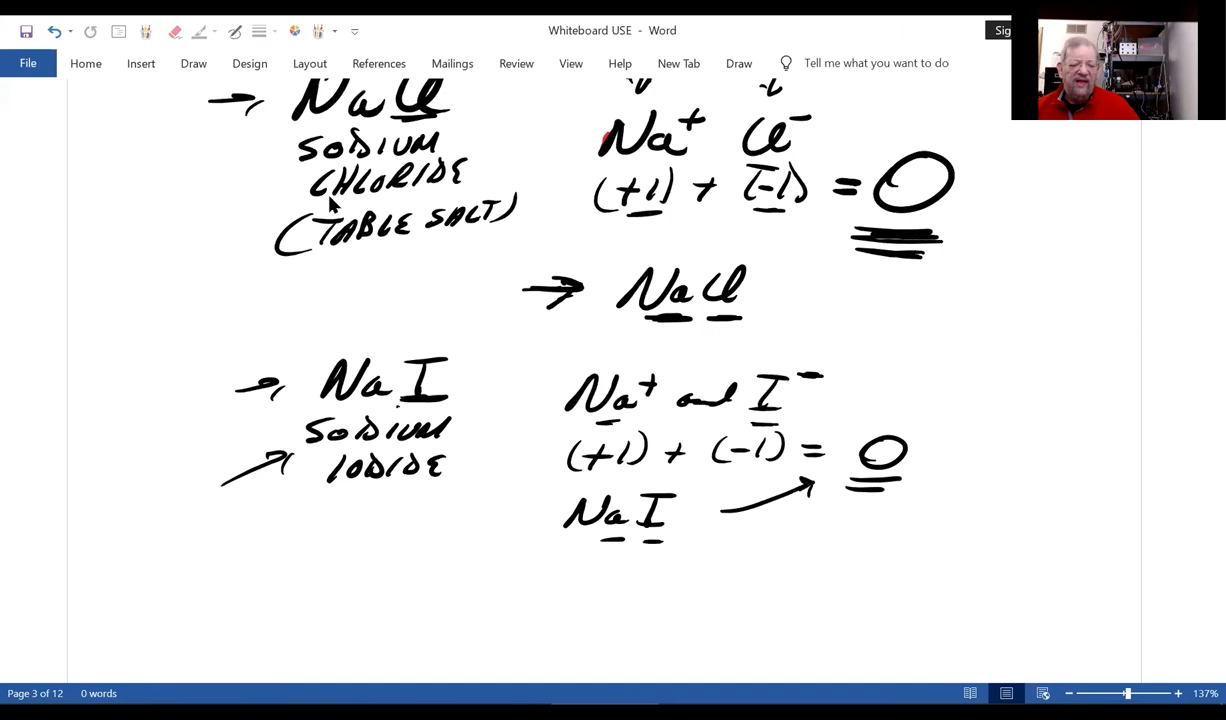 Whiteboard USE - Word
Sig
File Home Insert Draw Design Layout References Mailings Review View Help New Tab Draw Tell me what you want to do
→ NaCl
SODIUM
CHLORIDE
(TABLE SALT)
Na⁺ Cl⁻
(+1) + (-1) = 0
→ NaCl
→ NaI
SODIUM
IODIDE
Na⁺ and I⁻
(+1) + (-1) = 0
NaI
Page 3 of 12 0 words
137%